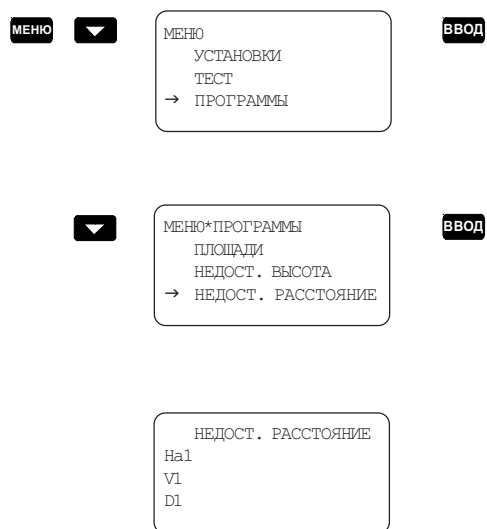 МЕНЮ
МЕНЮ
УСТАНОВКИ
ТЕСТ
→ ПРОГРАММЫ
ВВОД
МЕНЮ*ПРОГРАММЫ
ПЛОЩАДИ
НЕДОСТ. ВЫСОТА
→ НЕДОСТ. РАССТОЯНИЕ
ВВОД
НЕДОСТ. РАССТОЯНИЕ
Ha1
V1
D1